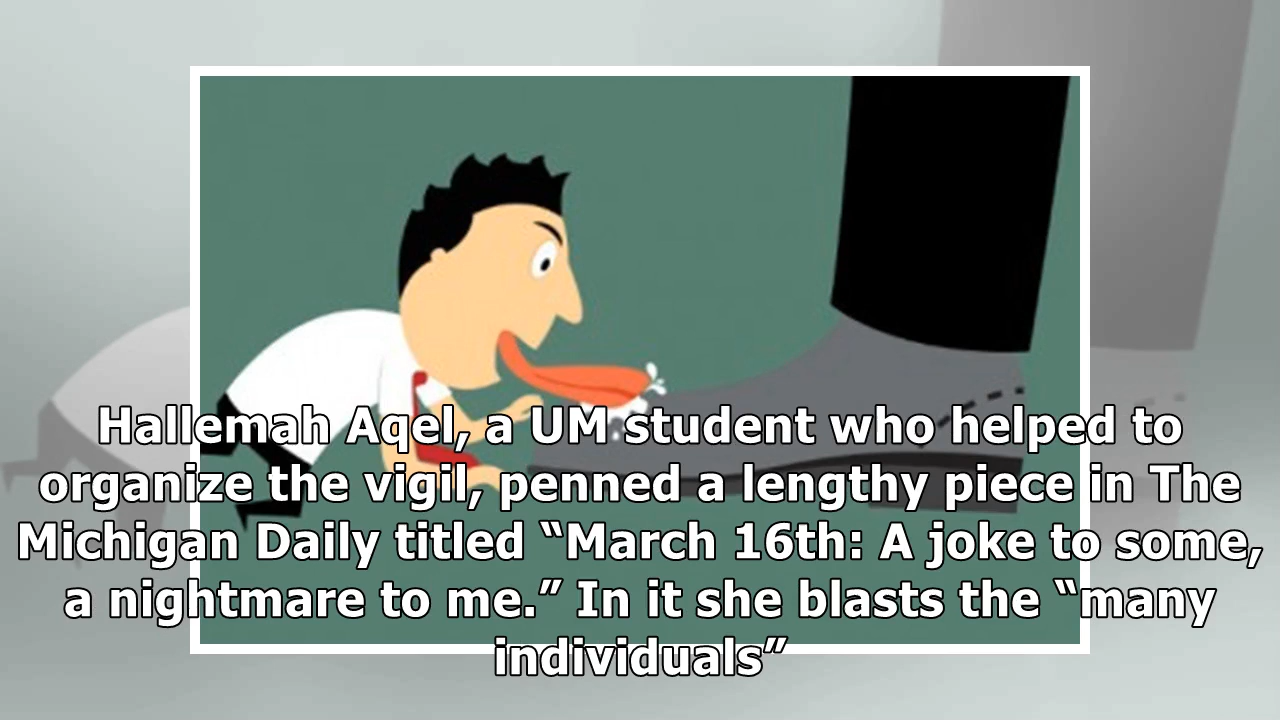 Hallemah Aqel, a UM student who helped to
organize the vigil, penned a lengthy piece in The
Michigan Daily titled “March 16th: A joke to some,
a nightmare to me.” In it she blasts the “many
individuals”